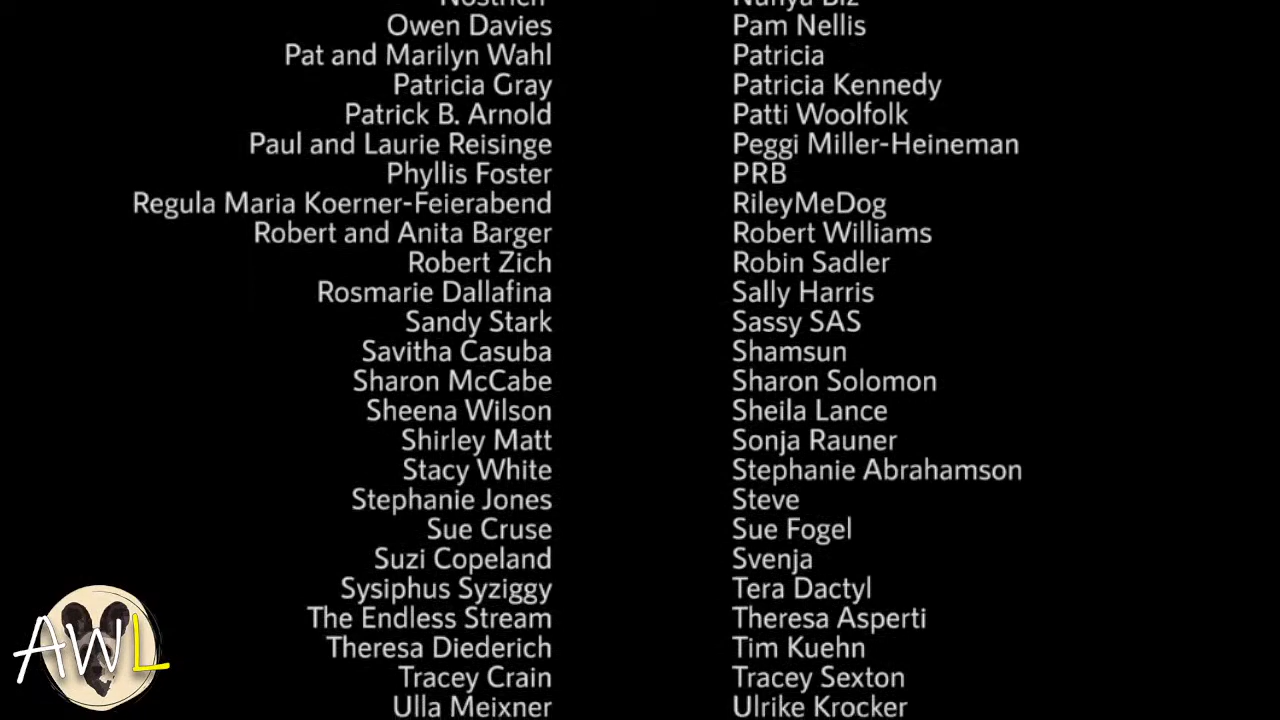 Nostrich Nunya Biz
Owen Davies Pam Nellis
Pat and Marilyn Wahl Patricia
Patricia Gray Patricia Kennedy
Patrick B. Arnold Patti Woolfolk
Paul and Laurie Reisinge Peggi Miller-Heineman
Phyllis Foster PRB
Regula Maria Koerner-Feierabend RileyMeDog
Robert and Anita Barger Robert Williams
Robert Zich Robin Sadler
Rosmarie Dallafina Sally Harris
Sandy Stark Sassy SAS
Savitha Casuba Shamsun
Sharon McCabe Sharon Solomon
Sheena Wilson Sheila Lance
Shirley Matt Sonja Rauner
Stacy White Stephanie Abrahamson
Stephanie Jones Steve
Sue Cruse Sue Fogel
Suzi Copeland Svenja
Sysiphus Syziggy Tera Dactyl
The Endless Stream Theresa Asperti
Theresa Diederich Tim Kuehn
Tracey Crain Tracey Sexton
Ulla Meixner Ulrike Krocker
AWL